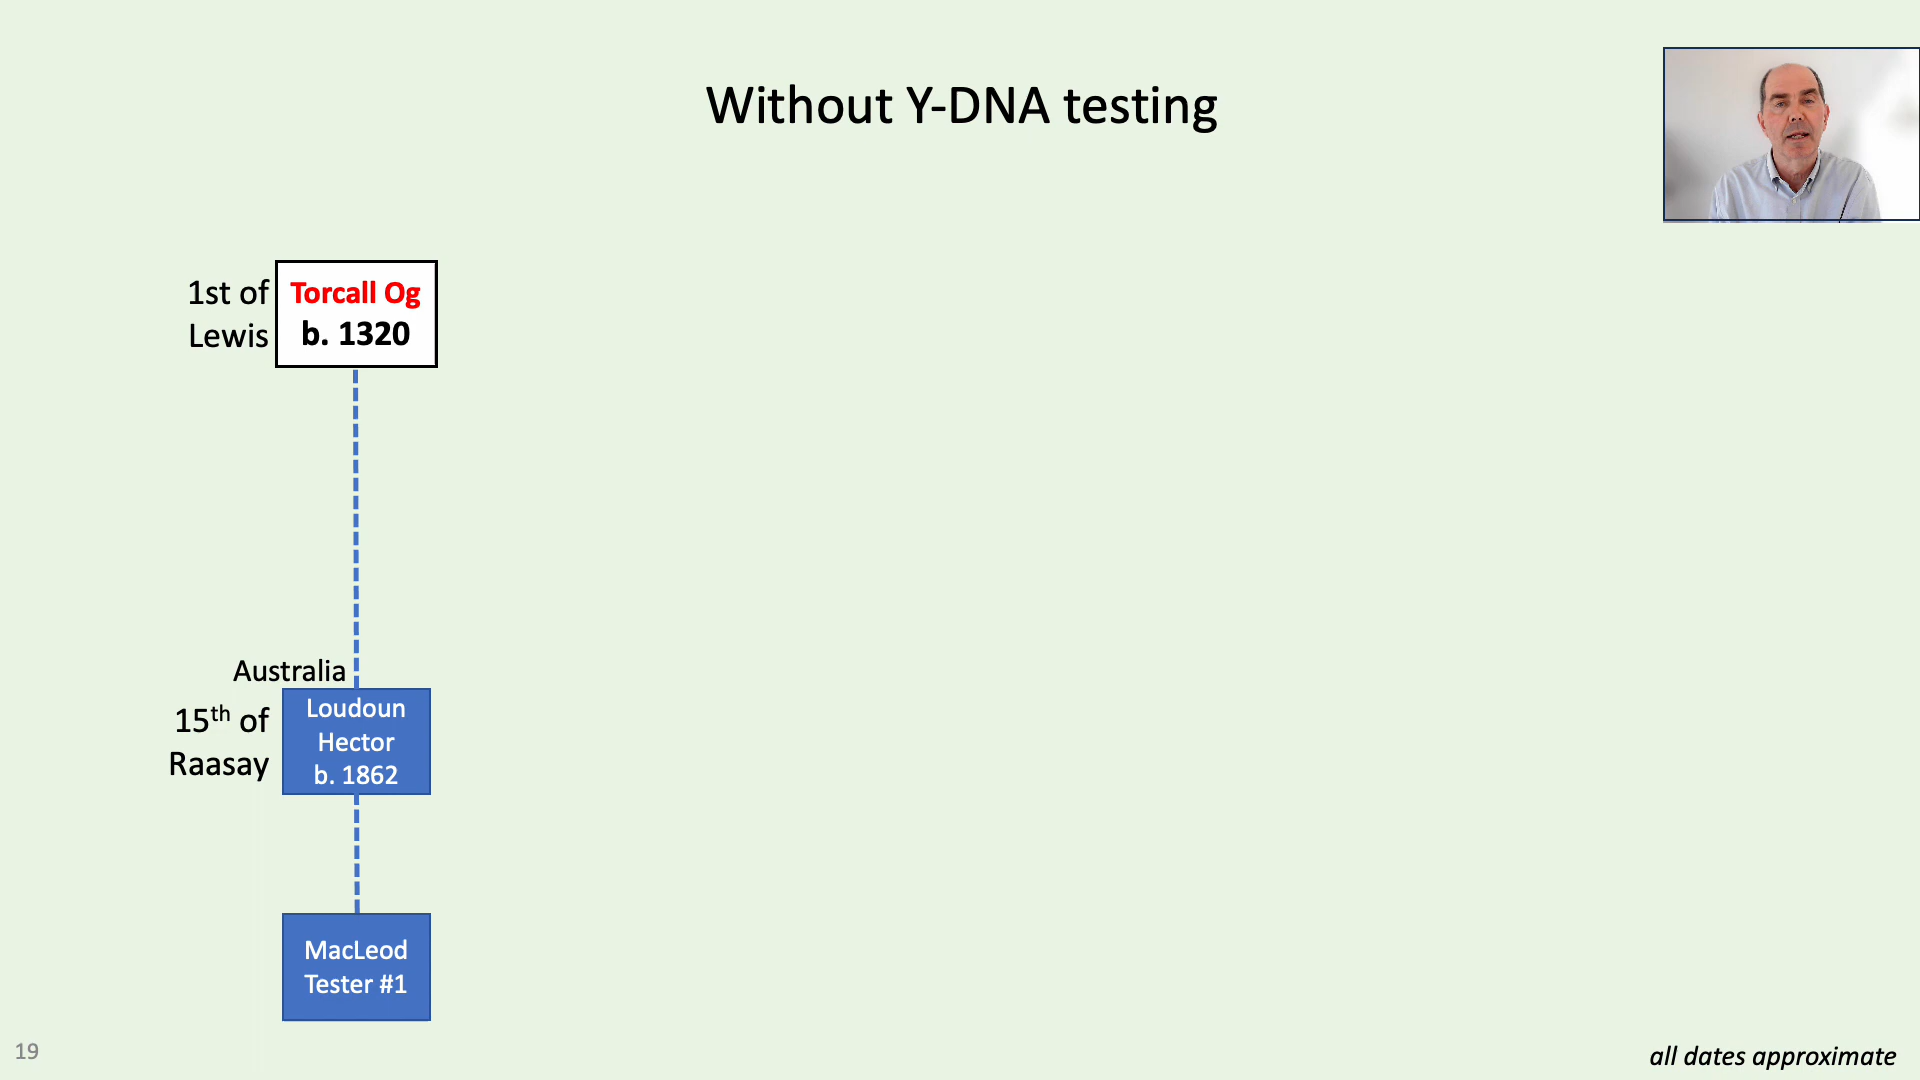 Without Y-DNA testing
1st of
Lewis
Torcall Og
b. 1320
Australia
15th of
Raasay
Loudoun
Hector
b. 1862
MacLeod
Tester #1
19
all dates approximate